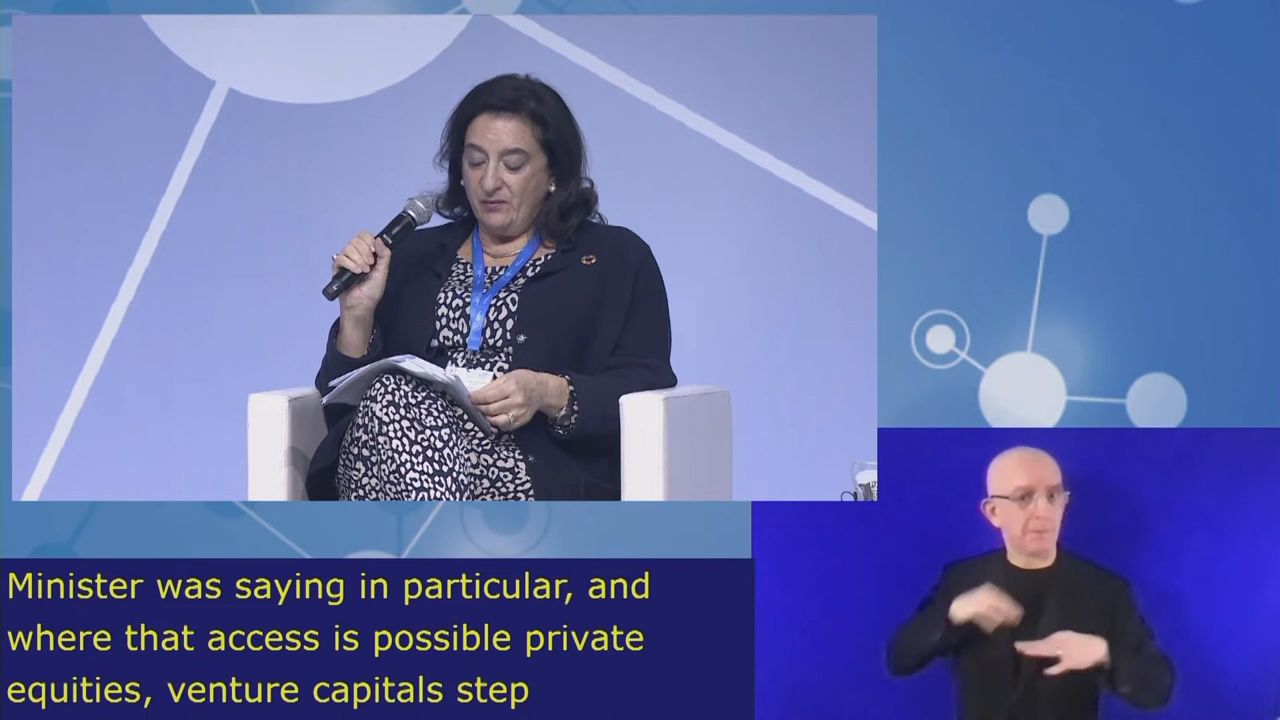 Minister was saying in particular, and
where that access is possible private
equities, venture capitals step